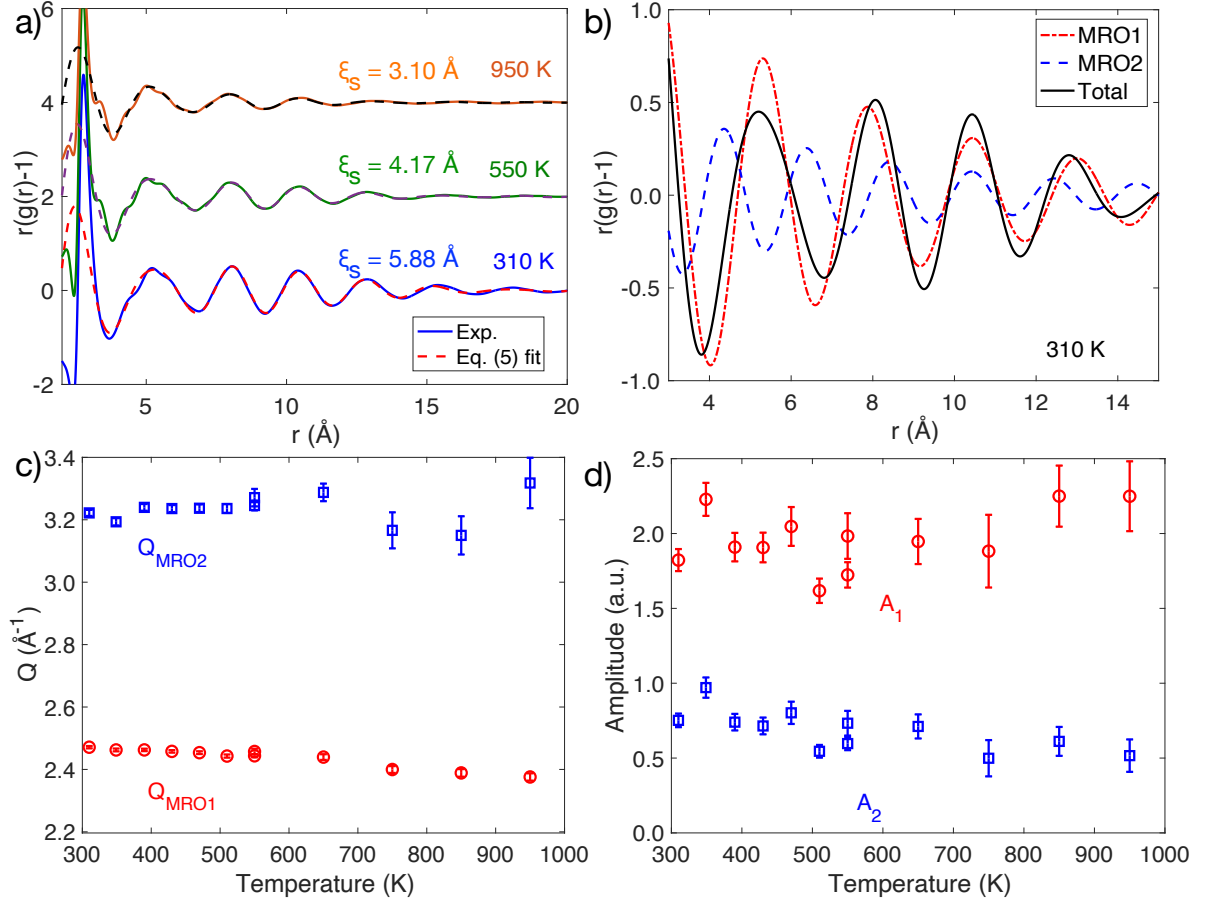 a)
6
4
2
0
-2
5
10
15
20
r(g(r)-1)
r (Å)
ξs = 3.10 Å 950 K
ξs = 4.17 Å 550 K
ξs = 5.88 Å 310 K
Exp.
Eq. (5) fit
b)
1.0
0.5
0.0
-0.5
-1.0
4
6
8
10
12
14
r(g(r)-1)
r (Å)
MRO1
MRO2
Total
310 K
c)
3.4
3.2
3.0
2.8
2.6
2.4
2.2
300
400
500
600
700
800
900
1000
Q (Å-1)
Temperature (K)
QMRO2
QMRO1
d)
2.5
2.0
1.5
1.0
0.5
0.0
300
400
500
600
700
800
900
1000
Amplitude (a.u.)
Temperature (K)
A1
A2